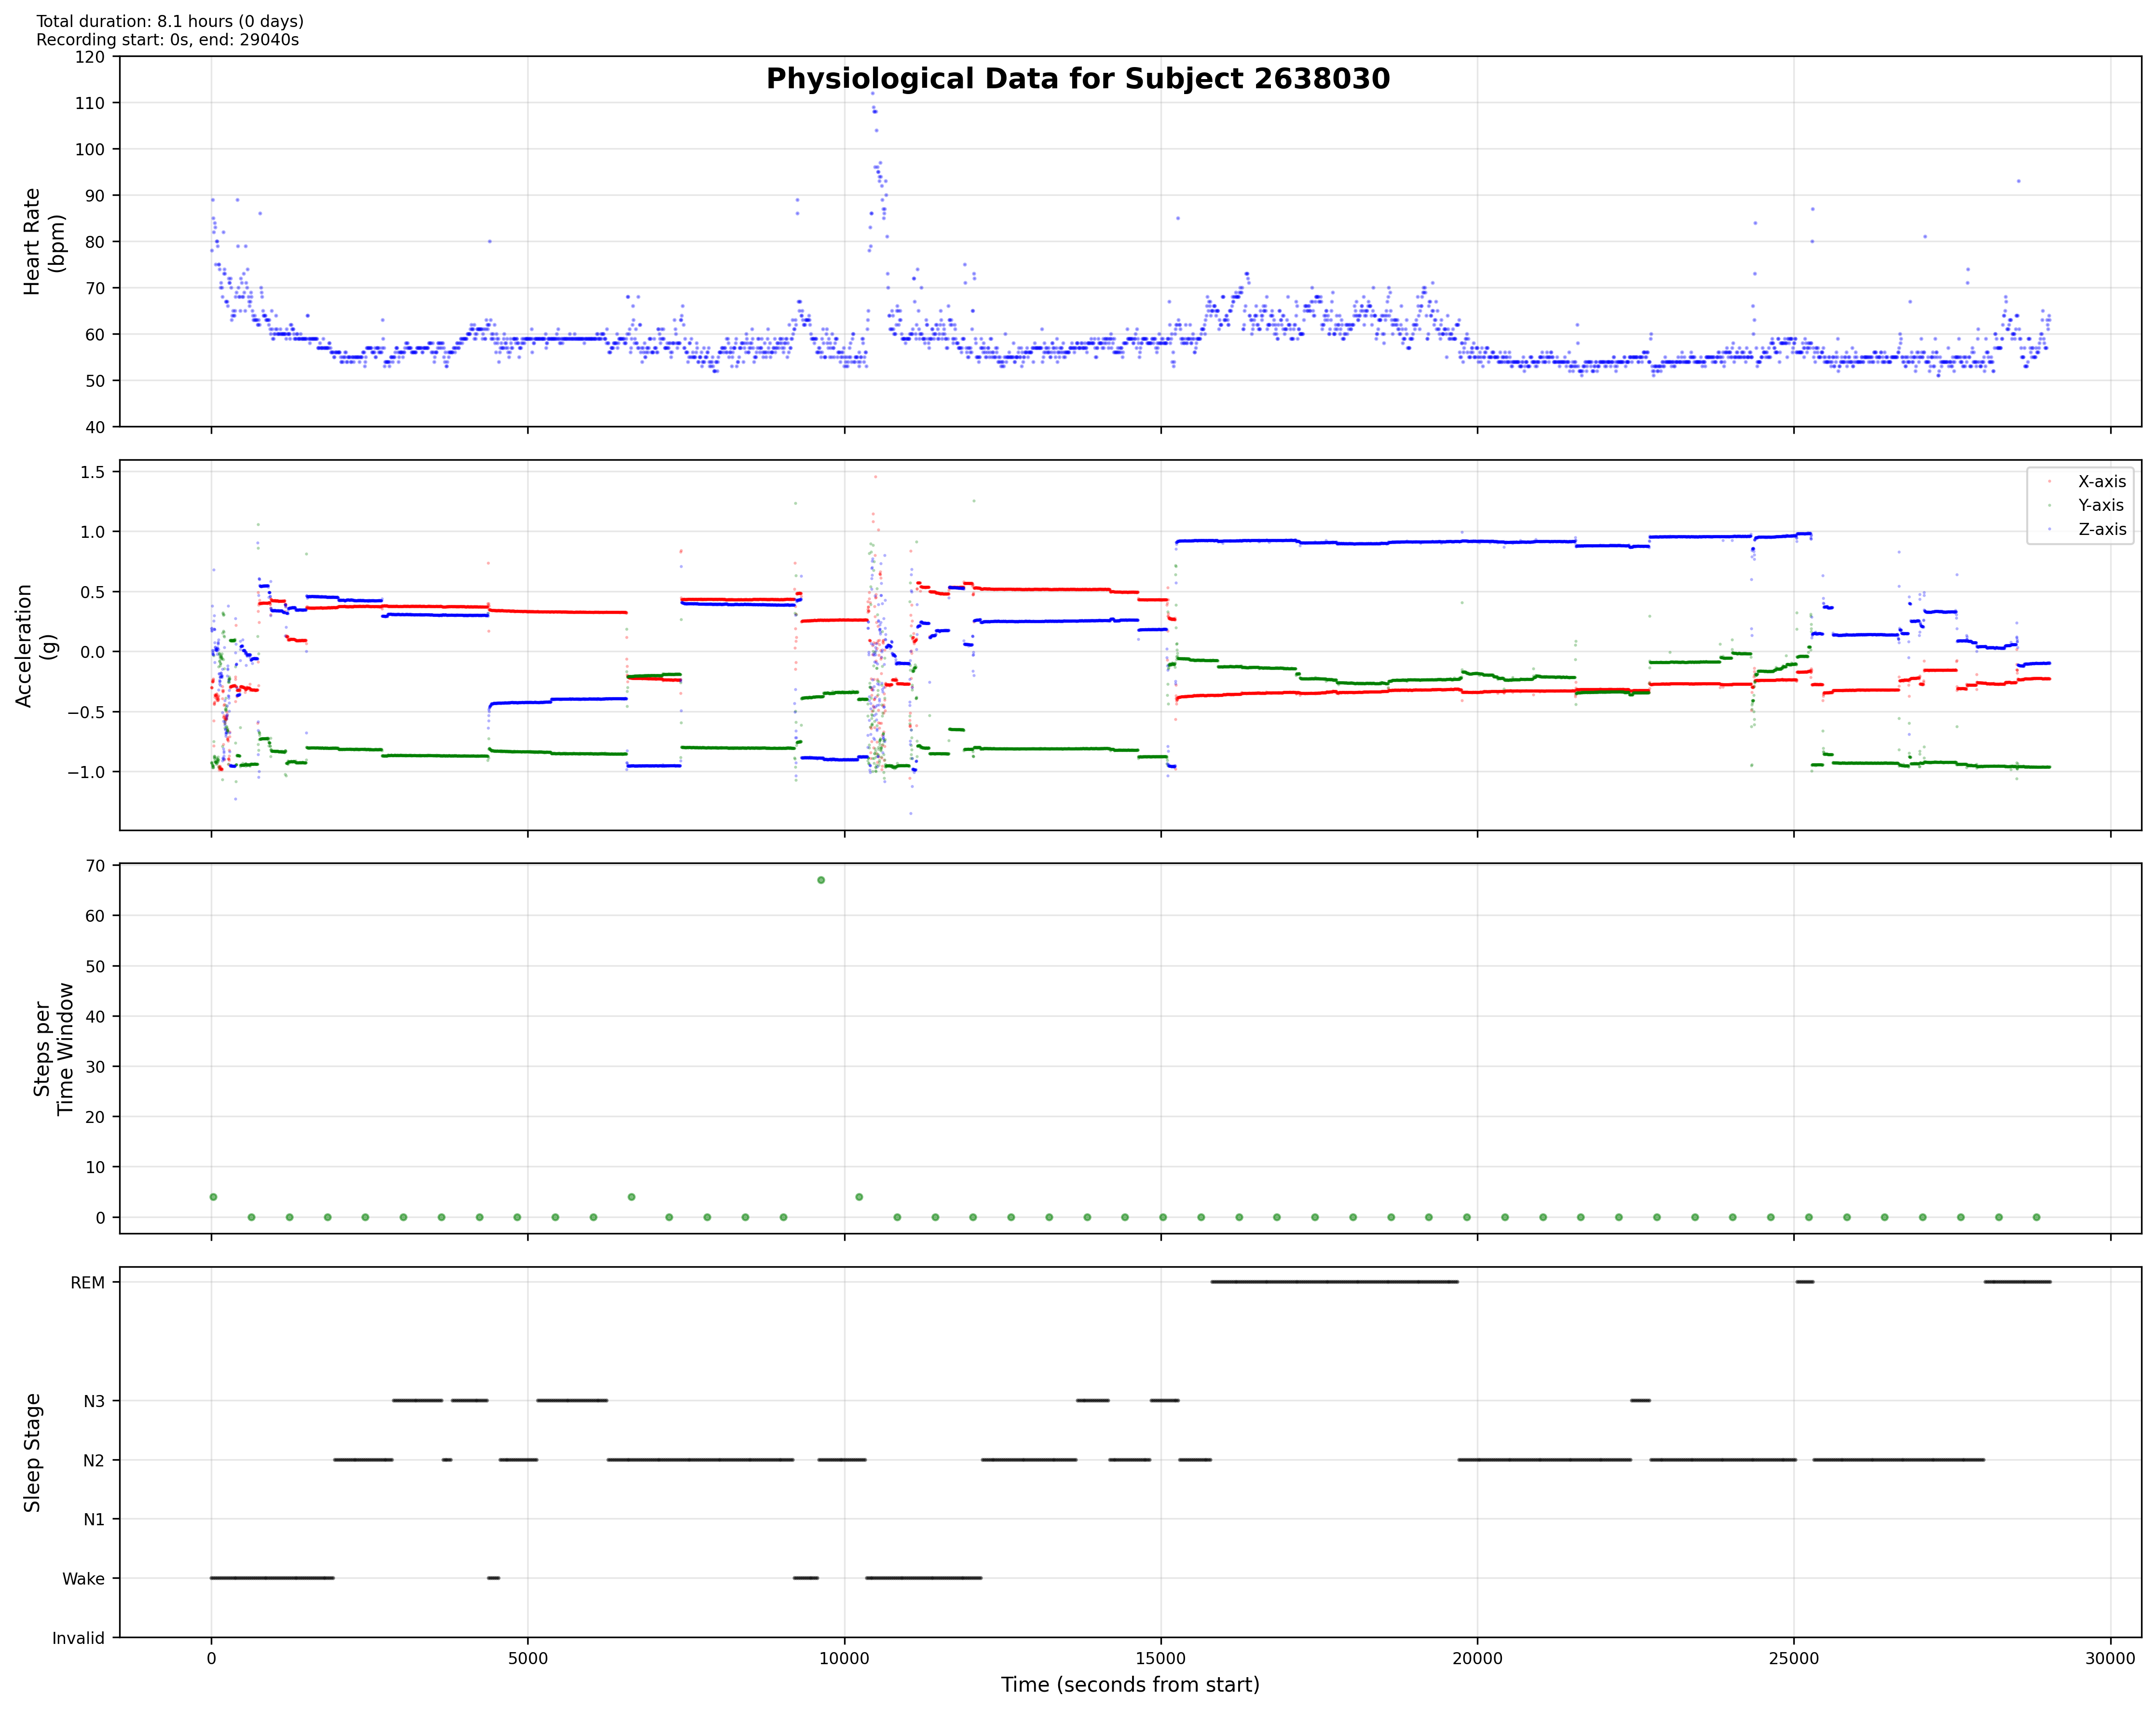 Total duration: 8.1 hours (0 days)
Recording start: 0s, end: 29040s
Physiological Data for Subject 2638030
120
110
100
90
80
70
60
50
40
Heart Rate
(bpm)
1.5
1.0
0.5
0.0
−0.5
−1.0
Acceleration
(g)
X-axis
Y-axis
Z-axis
70
60
50
40
30
20
10
0
Steps per
Time Window
REM
N3
N2
N1
Wake
Invalid
Sleep Stage
0
5000
10000
15000
20000
25000
30000
Time (seconds from start)